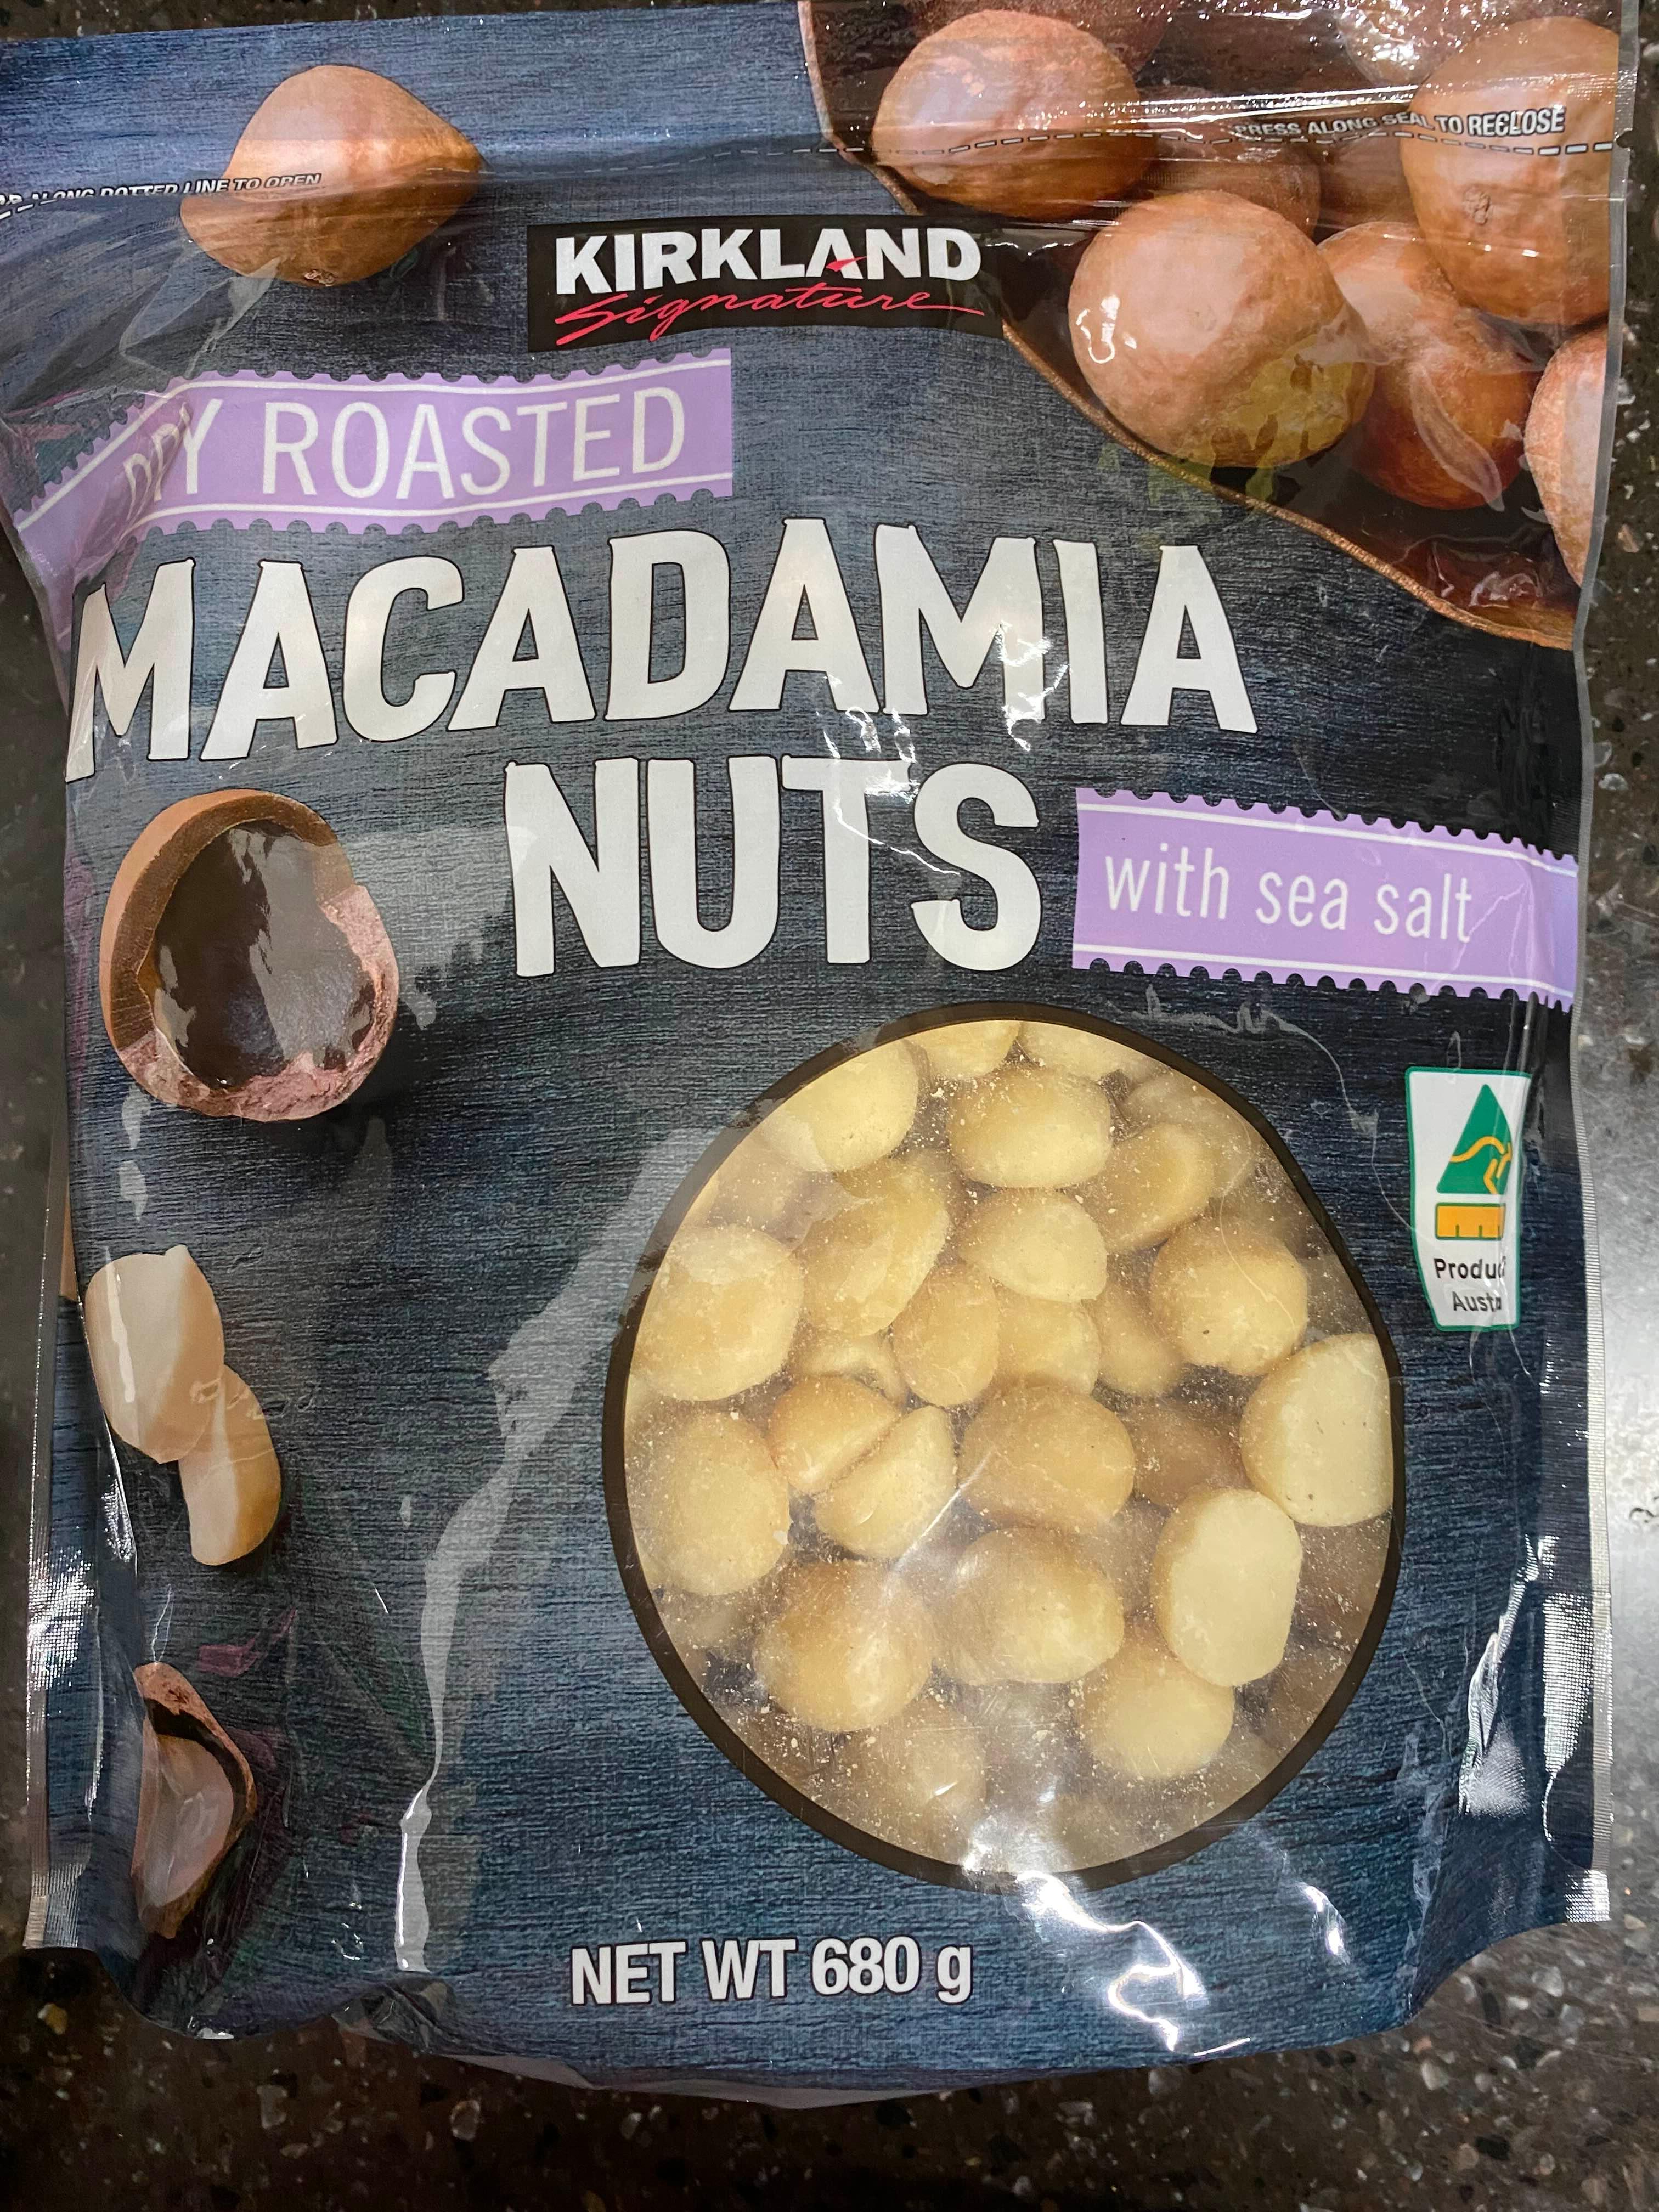 PRESS ALONG SEAL TO RECLOSE
ALONG DOTTED LINE TO OPEN
KIRKLAND
Signature
DRY ROASTED
MACADAMIA
NUTS
with sea salt
NET WT 680 g